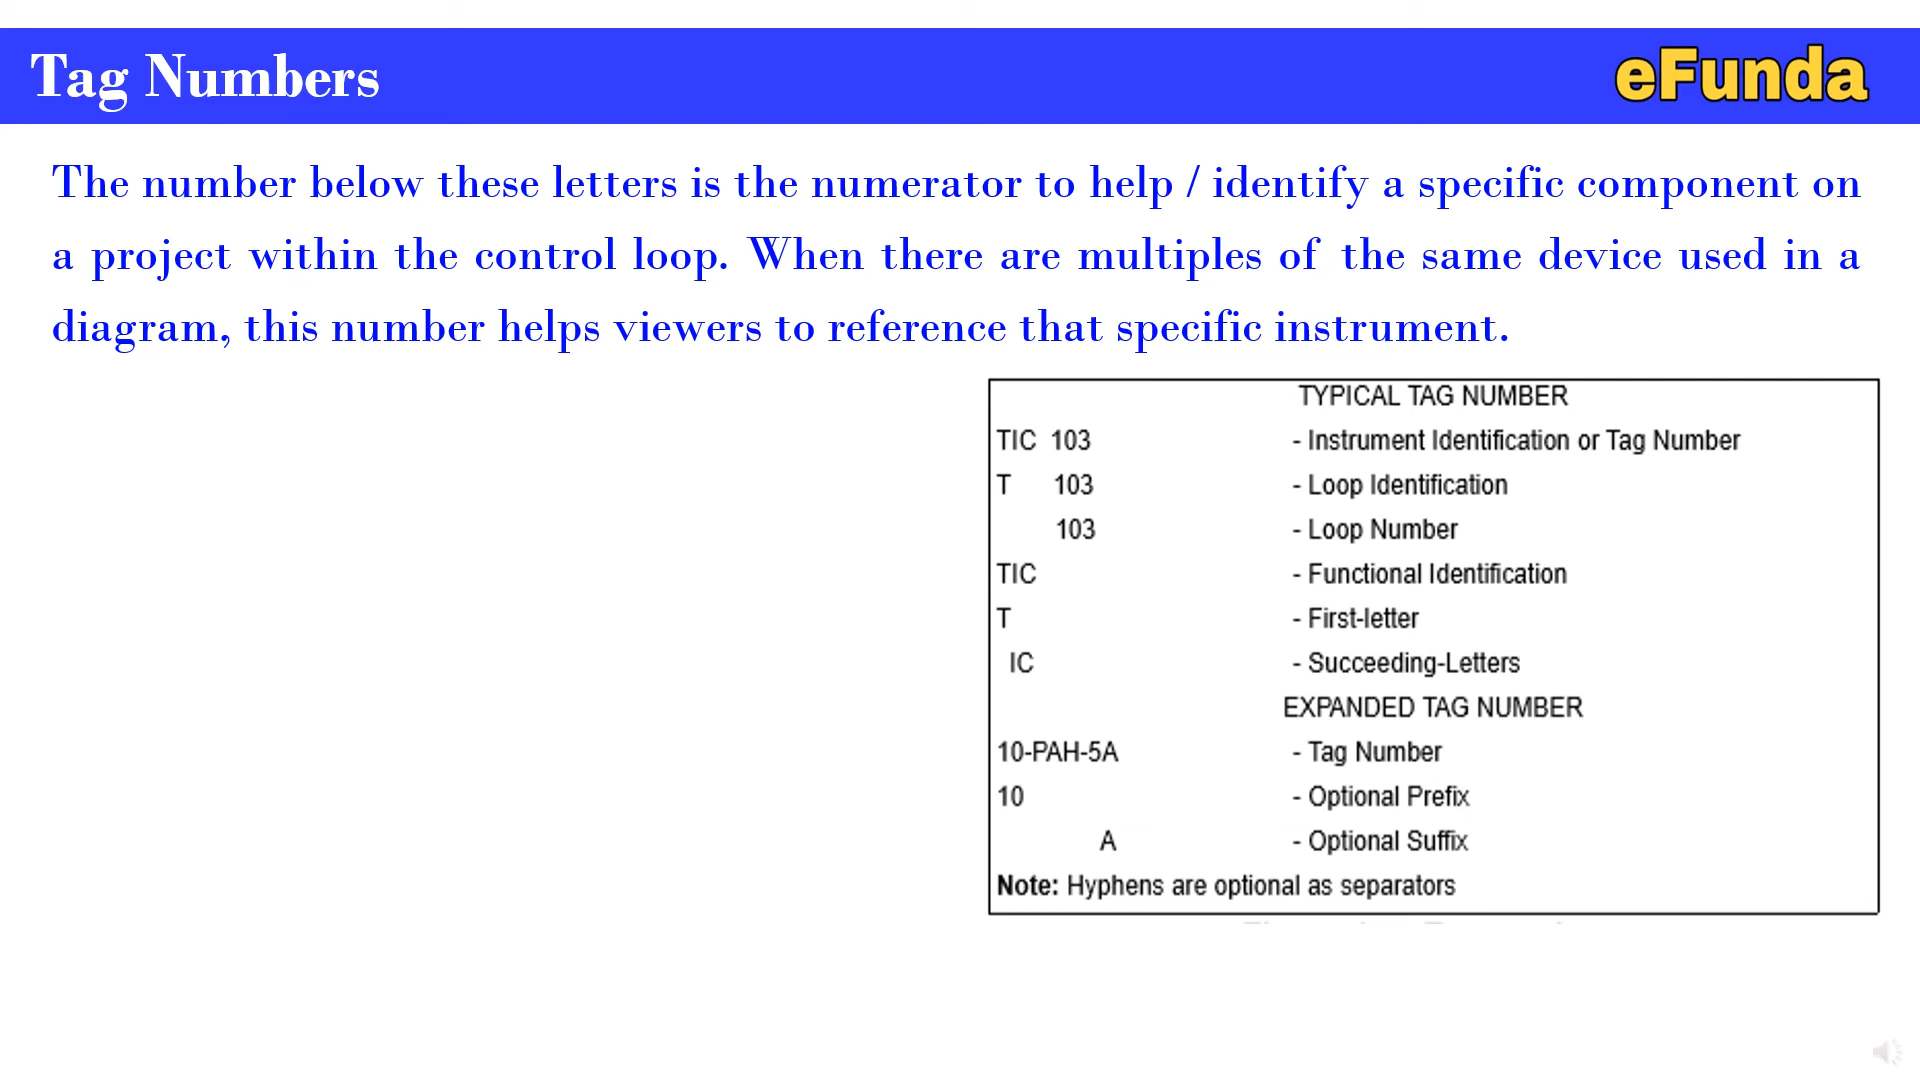 Tag Numbers
eFunda
The number below these letters is the numerator to help / identify a specific component on
a project within the control loop. When there are multiples of the same device used in a
diagram, this number helps viewers to reference that specific instrument.
TYPICAL TAG NUMBER
TIC 103 - Instrument Identification or Tag Number
T 103 - Loop Identification
103 - Loop Number
TIC - Functional Identification
T - First-letter
IC - Succeeding-Letters
EXPANDED TAG NUMBER
10-PAH-5A - Tag Number
10 - Optional Prefix
A - Optional Suffix
Note: Hyphens are optional as separators